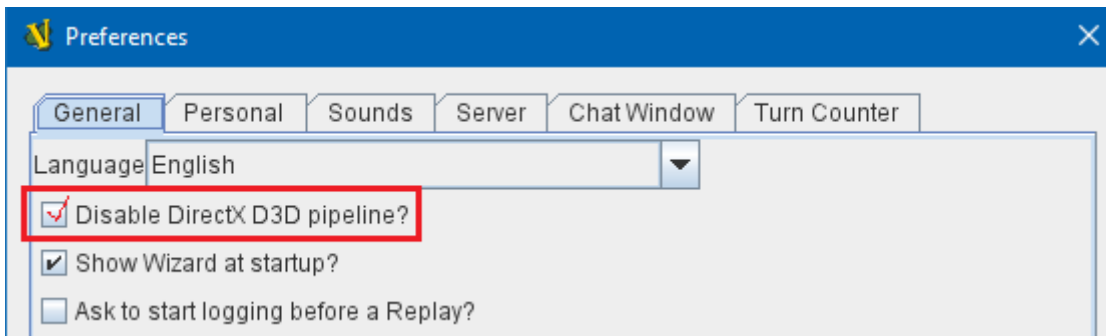 Preferences
General Personal Sounds Server Chat Window Turn Counter
Language English
Disable DirectX D3D pipeline?
Show Wizard at startup?
Ask to start logging before a Replay?